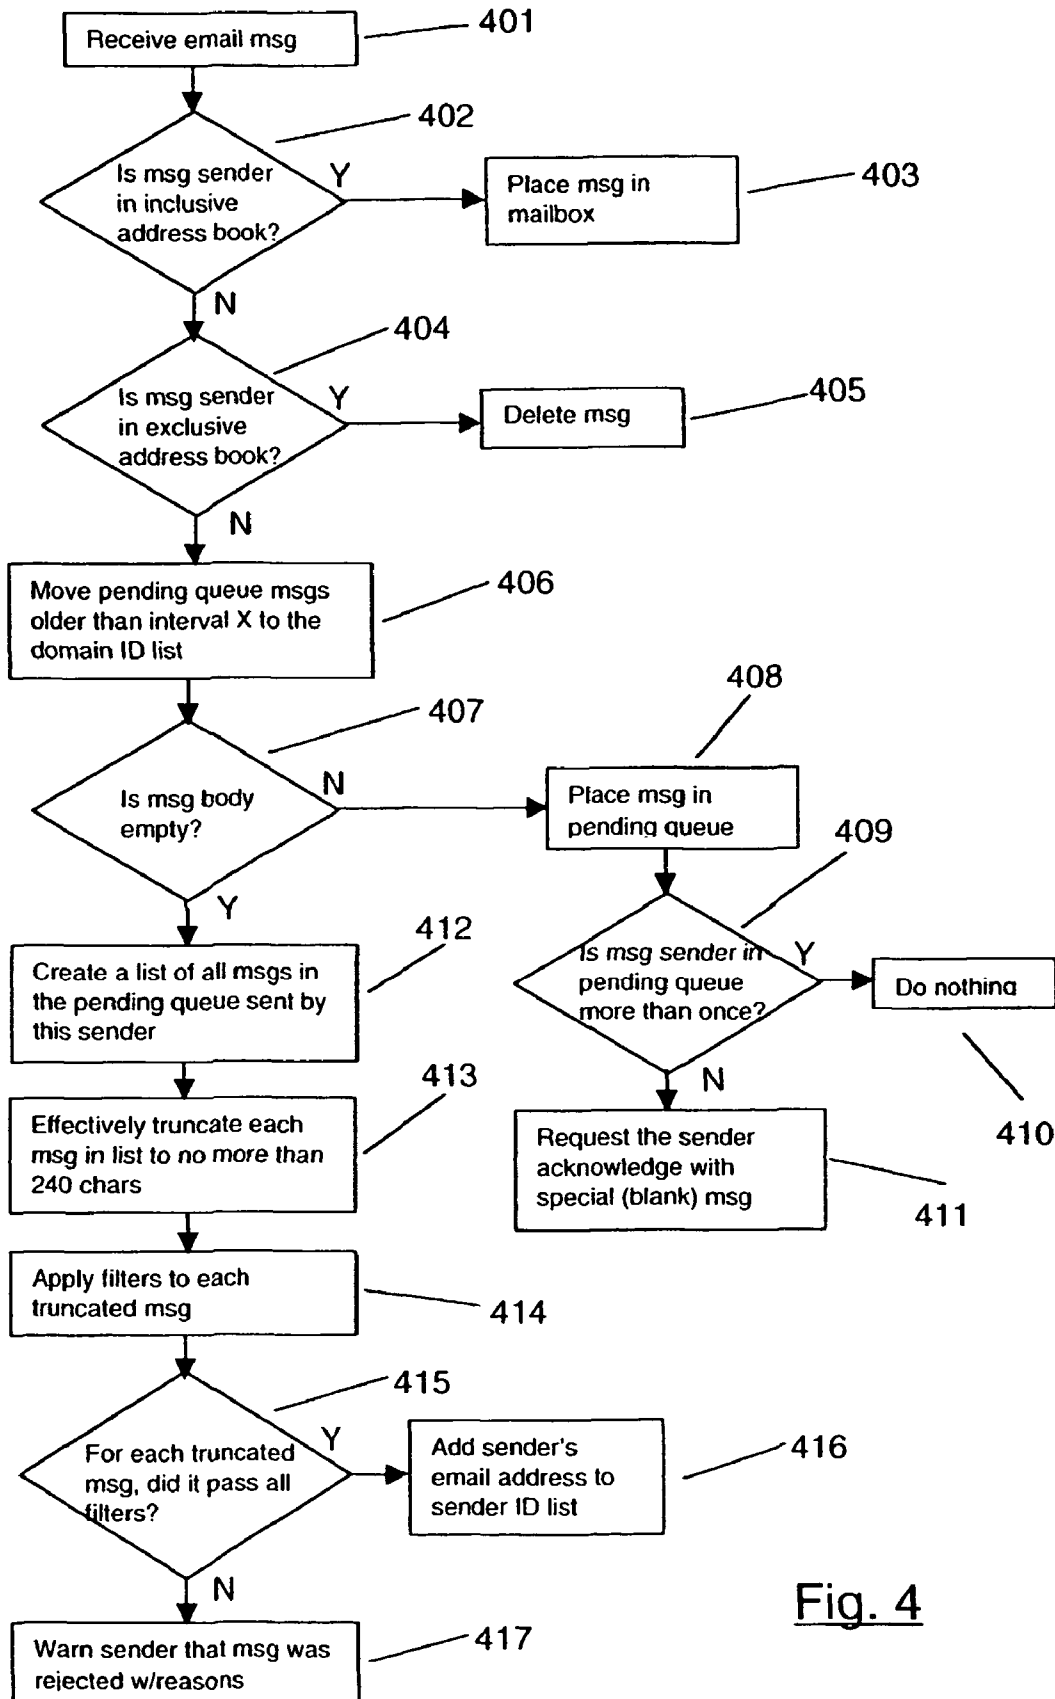 Receive email msg
401
402
Is msg sender
in inclusive
address book?
Y
Place msg in
mailbox
403
N
404
Is msg sender
in exclusive
address book?
Y
Delete msg
405
N
Move pending queue msgs
older than interval X to the
domain ID list
406
407
Is msg body
empty?
N
408
Place msg in
pending queue
409
Is msg sender in
pending queue
more than once?
Y
Do nothing
410
N
Request the sender
acknowledge with
special (blank) msg
411
Y
412
Create a list of all msgs in
the pending queue sent by
this sender
413
Effectively truncate each
msg in list to no more than
240 chars
Apply filters to each
truncated msg
414
415
For each truncated
msg, did it pass all
filters?
Y
Add sender's
email address to
sender ID list
416
N
Warn sender that msg was
rejected w/reasons
417
Fig. 4